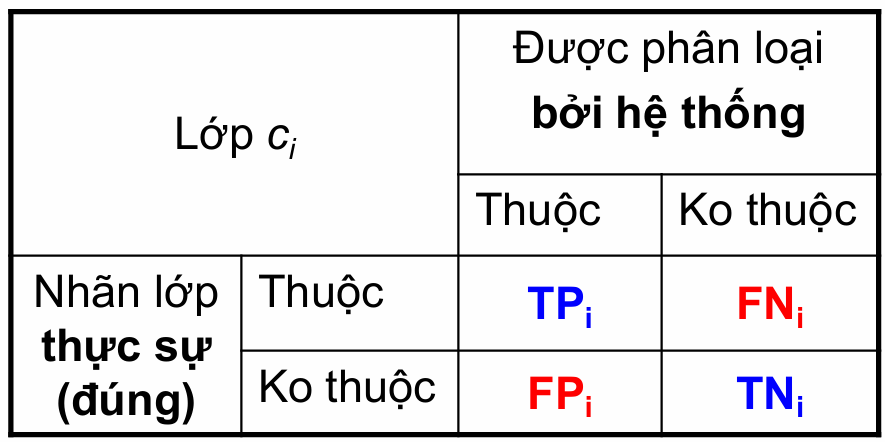 Lớp ci
Được phân loại
bởi hệ thống
Thuộc
Ko thuộc
Nhãn lớp
thực sự
(đúng)
Thuộc
TPi
FNi
Ko thuộc
FPi
TNi